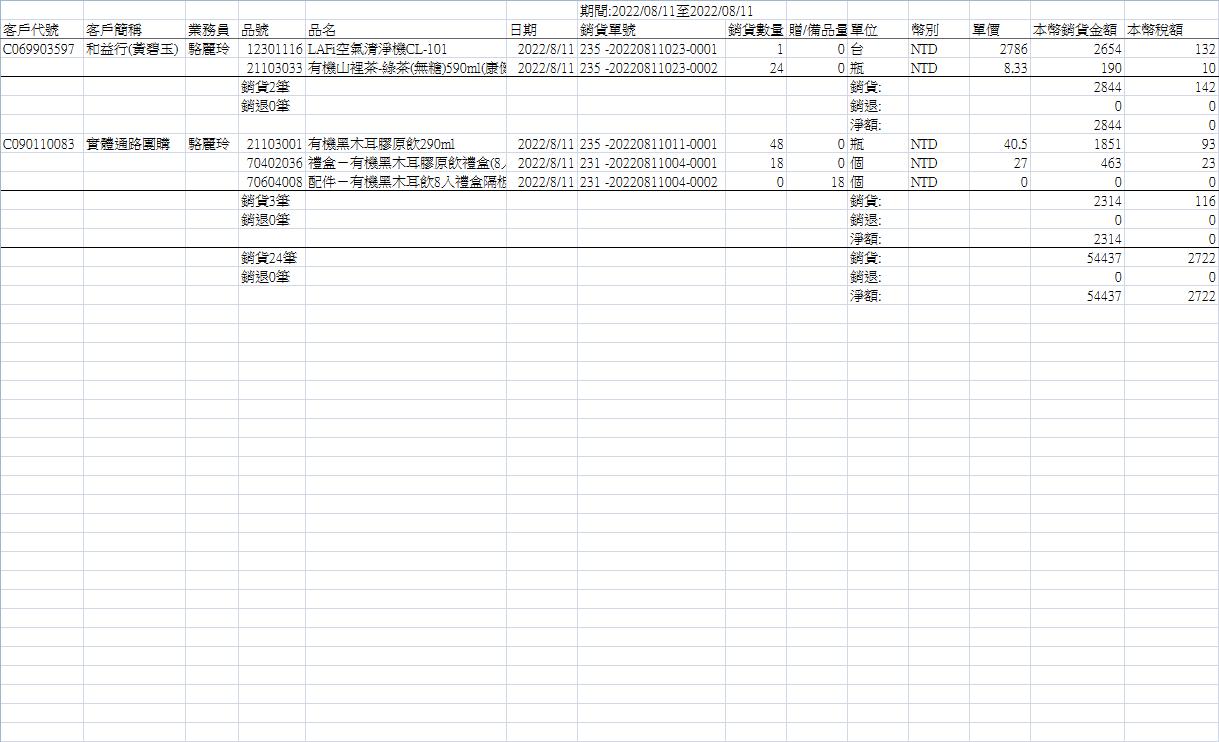 期間:2022/08/11至2022/08/11
客戶代號 客戶簡稱 業務員 品號 品名 日期 銷貨單號 銷貨數量 贈/備品量 單位 幣別 單價 本幣銷貨金額 本幣稅額
C069903597 和益行(黃碧玉) 駱麗玲 12301116 LAFi空氣清淨機CL-101 2022/8/11 235 -20220811023-0001 1 0 台 NTD 2786 2654 132
21103033 有機山裡茶-綠茶(無糖)590ml(康 2022/8/11 235 -20220811023-0002 24 0 瓶 NTD 8.33 190 10
銷貨2筆 銷貨: 2844 142
銷退0筆 銷退: 0 0
淨額: 2844 0
C090110083 實體通路團購 駱麗玲 21103001 有機黑木耳膠原飲290ml 2022/8/11 235 -20220811011-0001 48 0 瓶 NTD 40.5 1851 93
70402036 禮盒－有機黑木耳膠原飲禮盒(8 2022/8/11 231 -20220811004-0001 18 0 個 NTD 27 463 23
70604008 配件－有機黑木耳飲8入禮盒隔板 2022/8/11 231 -20220811004-0002 0 18 個 NTD 0 0 0
銷貨3筆 銷貨: 2314 116
銷退0筆 銷退: 0 0
淨額: 2314 0
銷貨24筆 銷貨: 54437 2722
銷退0筆 銷退: 0 0
淨額: 54437 2722